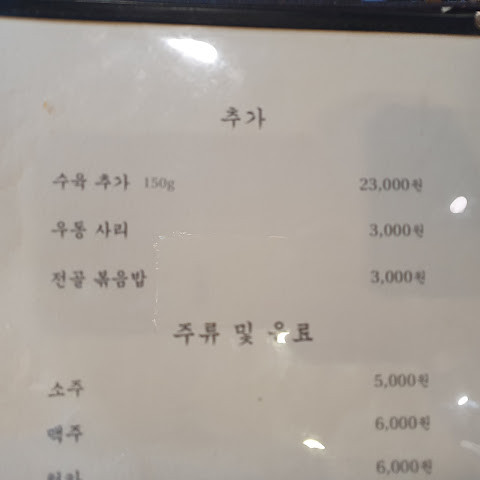 추가
수육 추가 150g 23,000원
우동 사리 3,000원
전골 볶음밥 3,000원
주류 및 음료
소주 5,000원
맥주 6,000원
6,000원